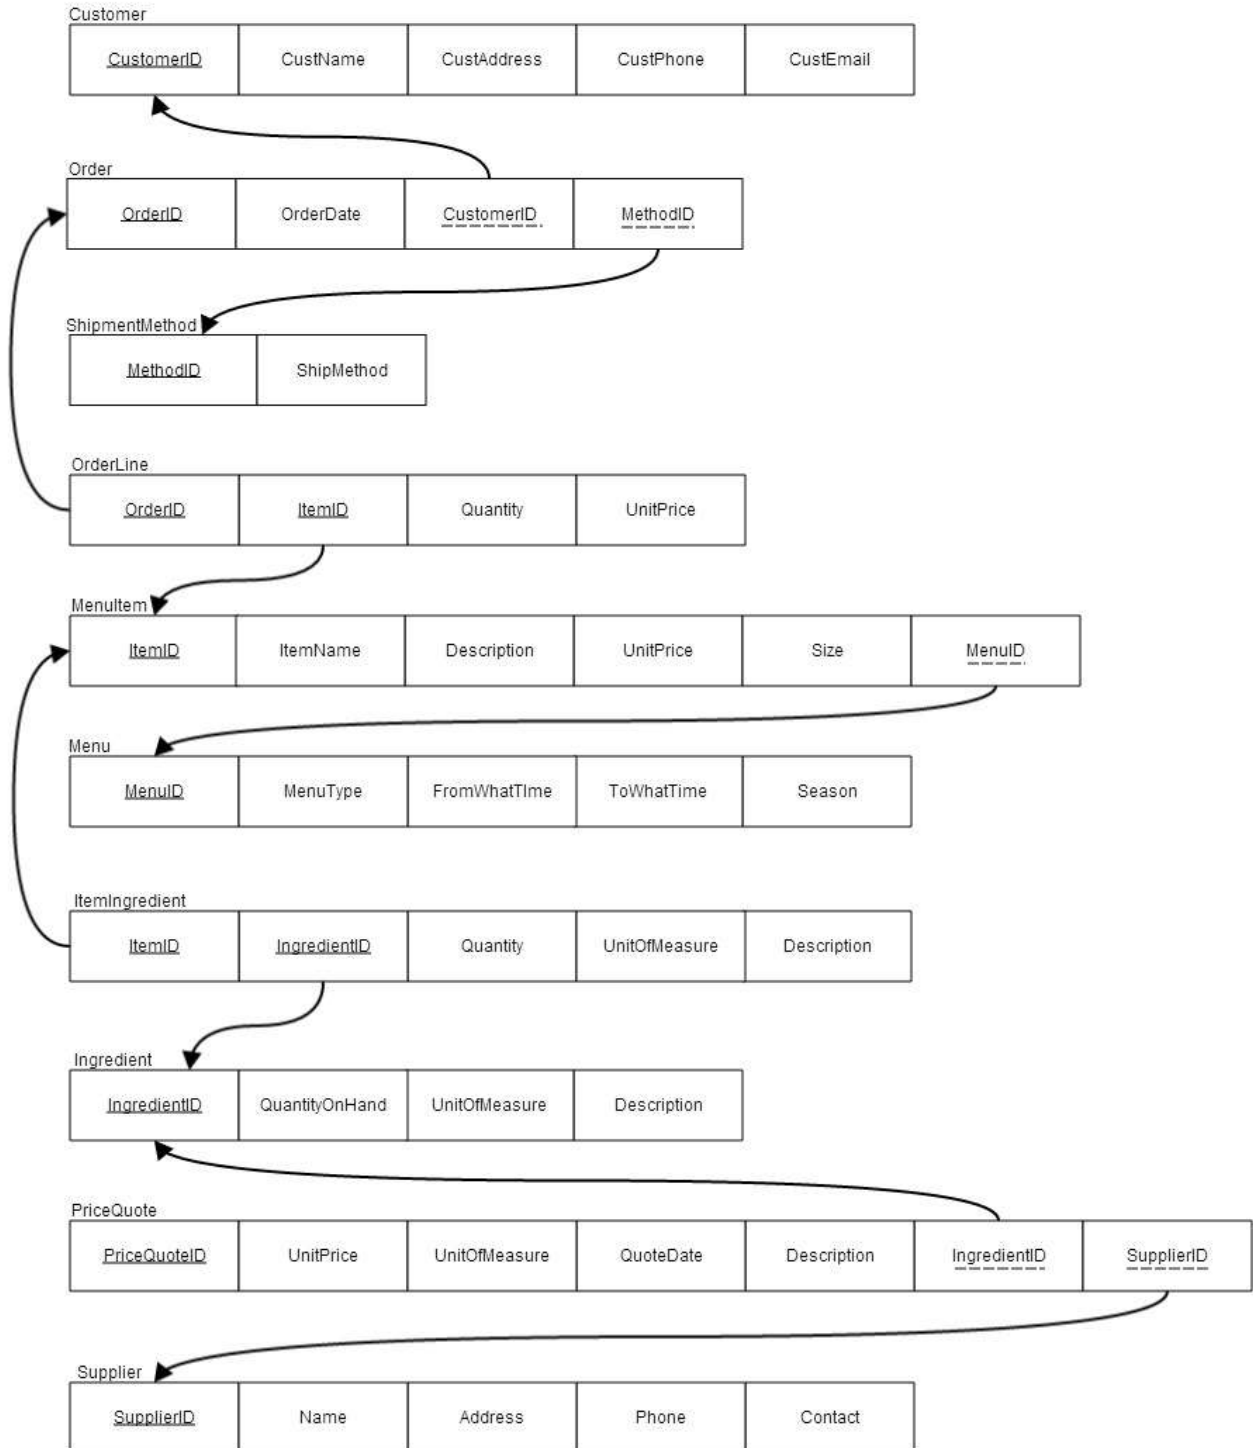 Customer
CustomerID CustName CustAddress CustPhone CustEmail
Order
OrderID OrderDate CustomerID MethodID
ShipmentMethod
MethodID ShipMethod
OrderLine
OrderID ItemID Quantity UnitPrice
MenuItem
ItemID ItemName Description UnitPrice Size MenuID
Menu
MenuID MenuType FromWhatTIme ToWhatTime Season
ItemIngredient
ItemID IngredientID Quantity UnitOfMeasure Description
Ingredient
IngredientID QuantityOnHand UnitOfMeasure Description
PriceQuote
PriceQuoteID UnitPrice UnitOfMeasure QuoteDate Description IngredientID SupplierID
Supplier
SupplierID Name Address Phone Contact